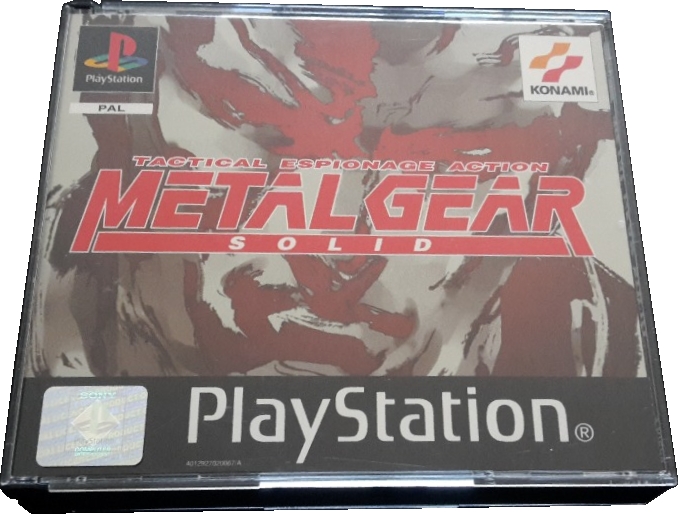 PlayStation
PAL
KONAMI®
TACTICAL ESPIONAGE ACTION
METAL GEAR
SOLID
PlayStation®